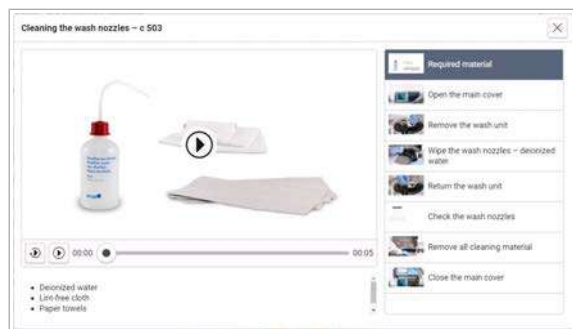 Cleaning the wash nozzles – c 503
Required material
Open the main cover
Remove the wash unit
Wipe the wash nozzles – deionized
water
Return the wash unit
Check the wash nozzles
Remove all cleaning material
Close the main cover
00:00
00:05
• Deionized water
• Lint-free cloth
• Paper towels